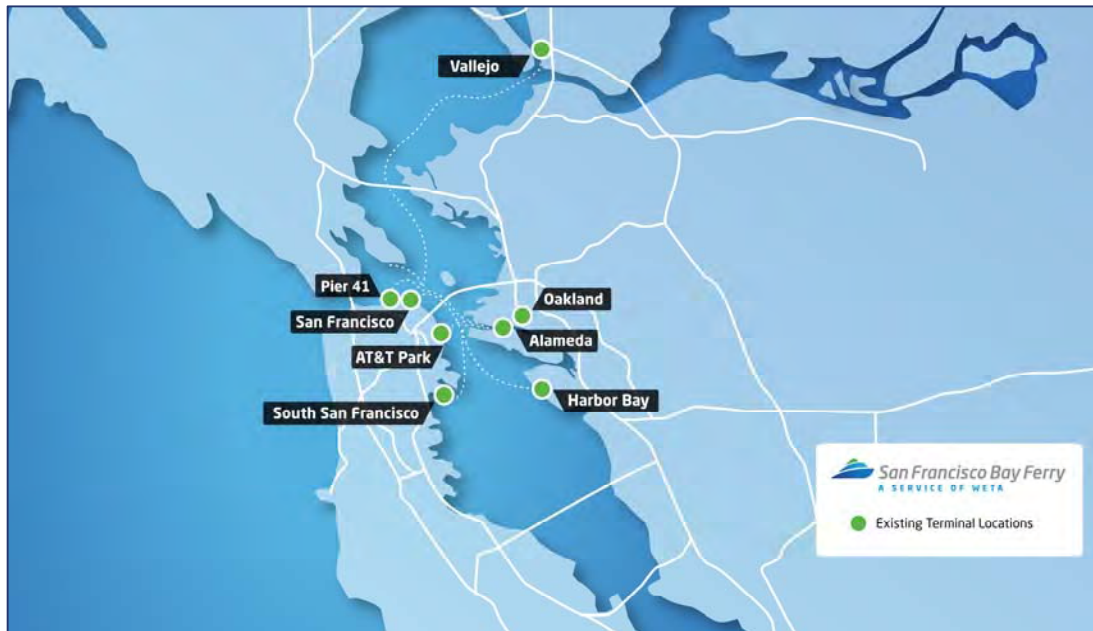 Vallejo
Pier 41
San Francisco
AT&T Park
South San Francisco
Oakland
Alameda
Harbor Bay
San Francisco Bay Ferry
A SERVICE OF WETA
Existing Terminal Locations